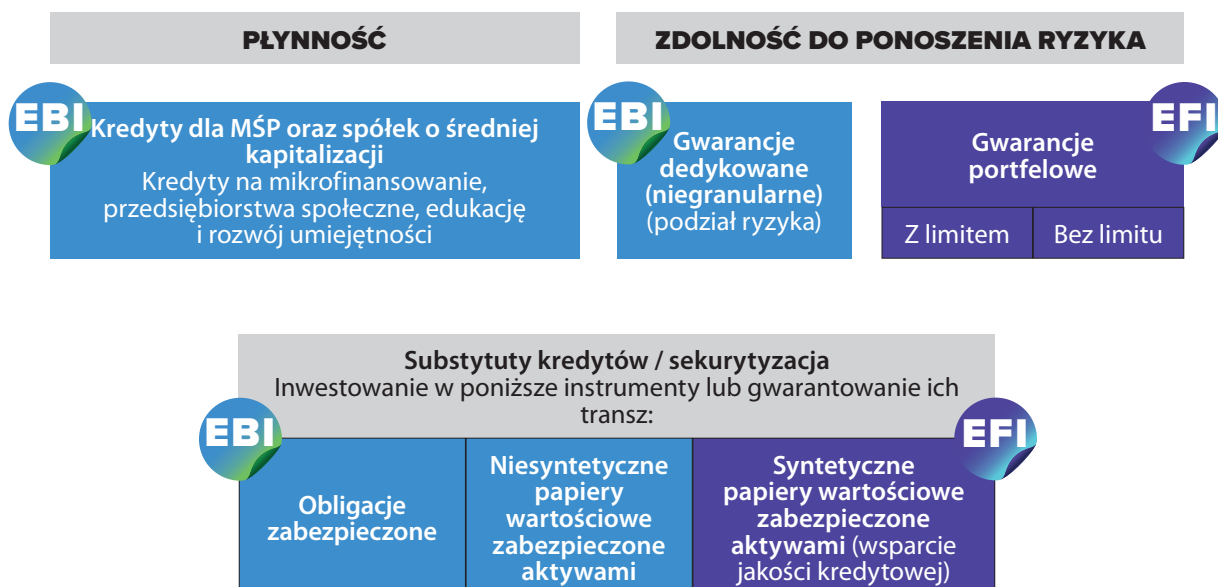 PŁYNNOŚĆ
ZDOLNOŚĆ DO PONOSZENIA RYZYKA
EBI
Kredyty dla MŚP oraz spółek o średniej
kapitalizacji
Kredyty na mikrofinansowanie,
przedsiębiorstwa społeczne, edukację
i rozwój umiejętności
EBI
Gwarancje
dedykowane
(niegranularne)
(podział ryzyka)
EFI
Gwarancje
portfelowe
Z limitem
Bez limitu
Substytuty kredytów / sekurytyzacja
Inwestowanie w poniższe instrumenty lub gwarantowanie ich
transz:
EBI
EFI
Obligacje
zabezpieczone
Niesyntetyczne
papiery
wartościowe
zabezpieczone
aktywami
Syntetyczne
papiery wartościowe
zabezpieczone
aktywami (wsparcie
jakości kredytowej)